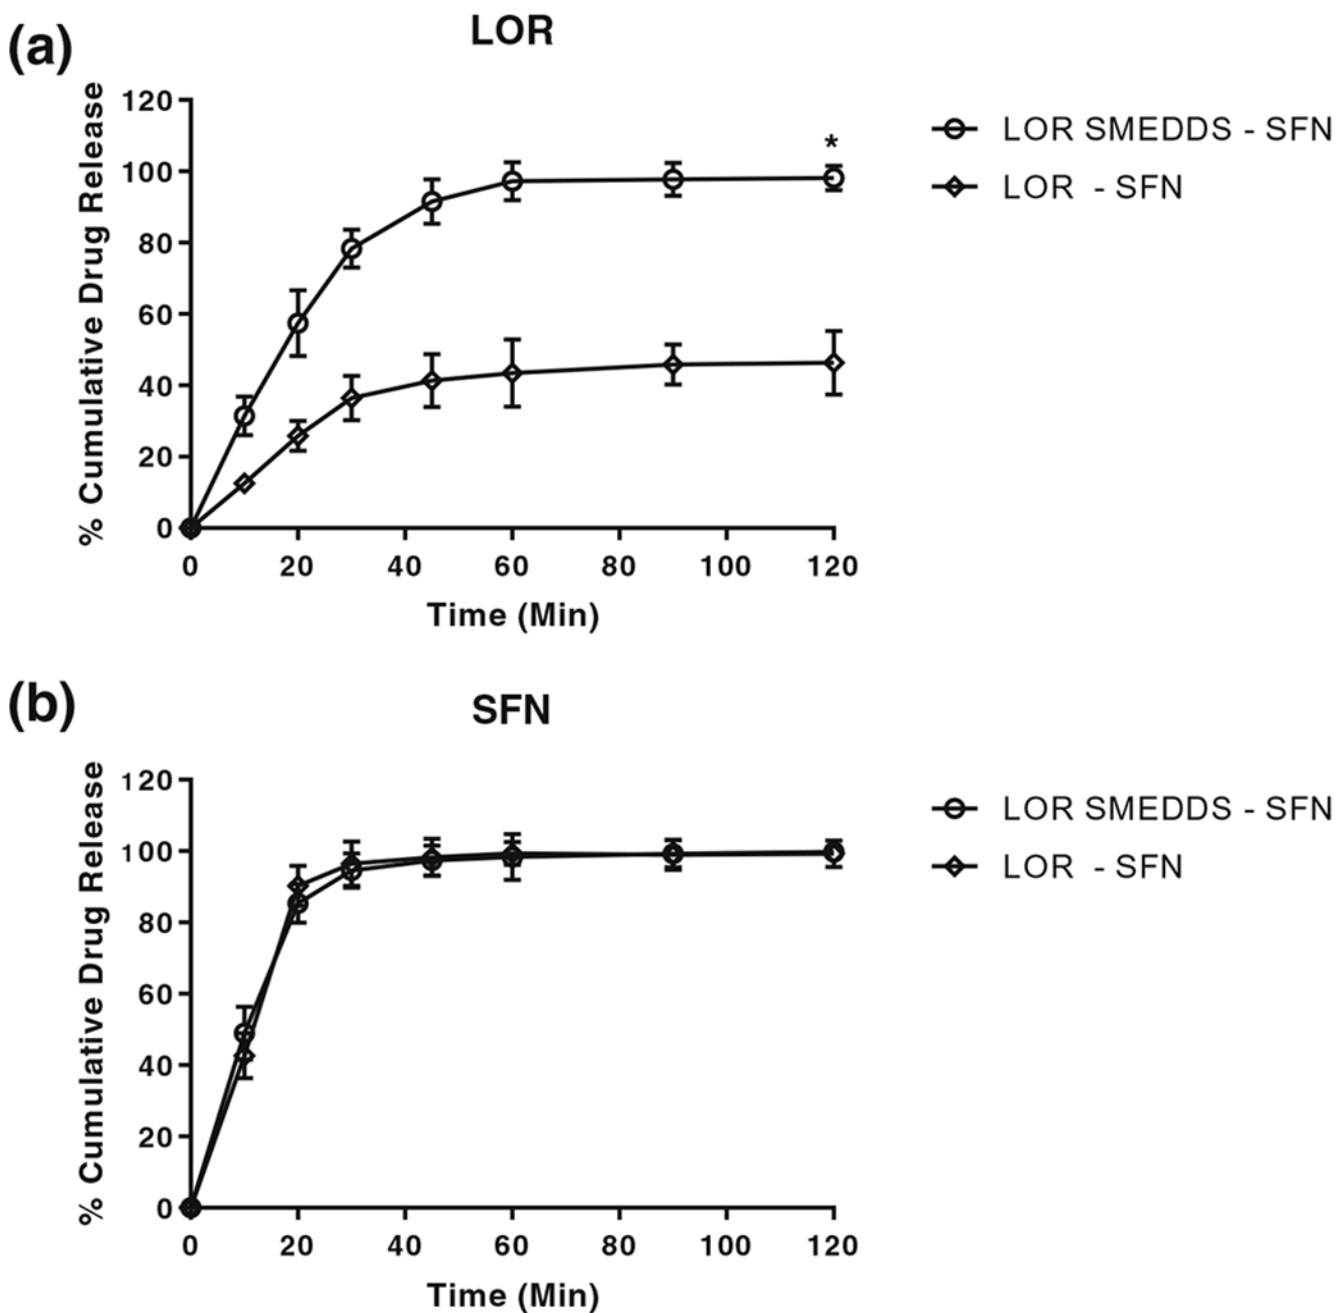 (a)
LOR
% Cumulative Drug Release
120
100
80
60
40
20
0
*
0 20 40 60 80 100 120
Time (Min)
LOR SMEDDS - SFN
LOR - SFN
(b)
SFN
% Cumulative Drug Release
120
100
80
60
40
20
0
0 20 40 60 80 100 120
Time (Min)
LOR SMEDDS - SFN
LOR - SFN